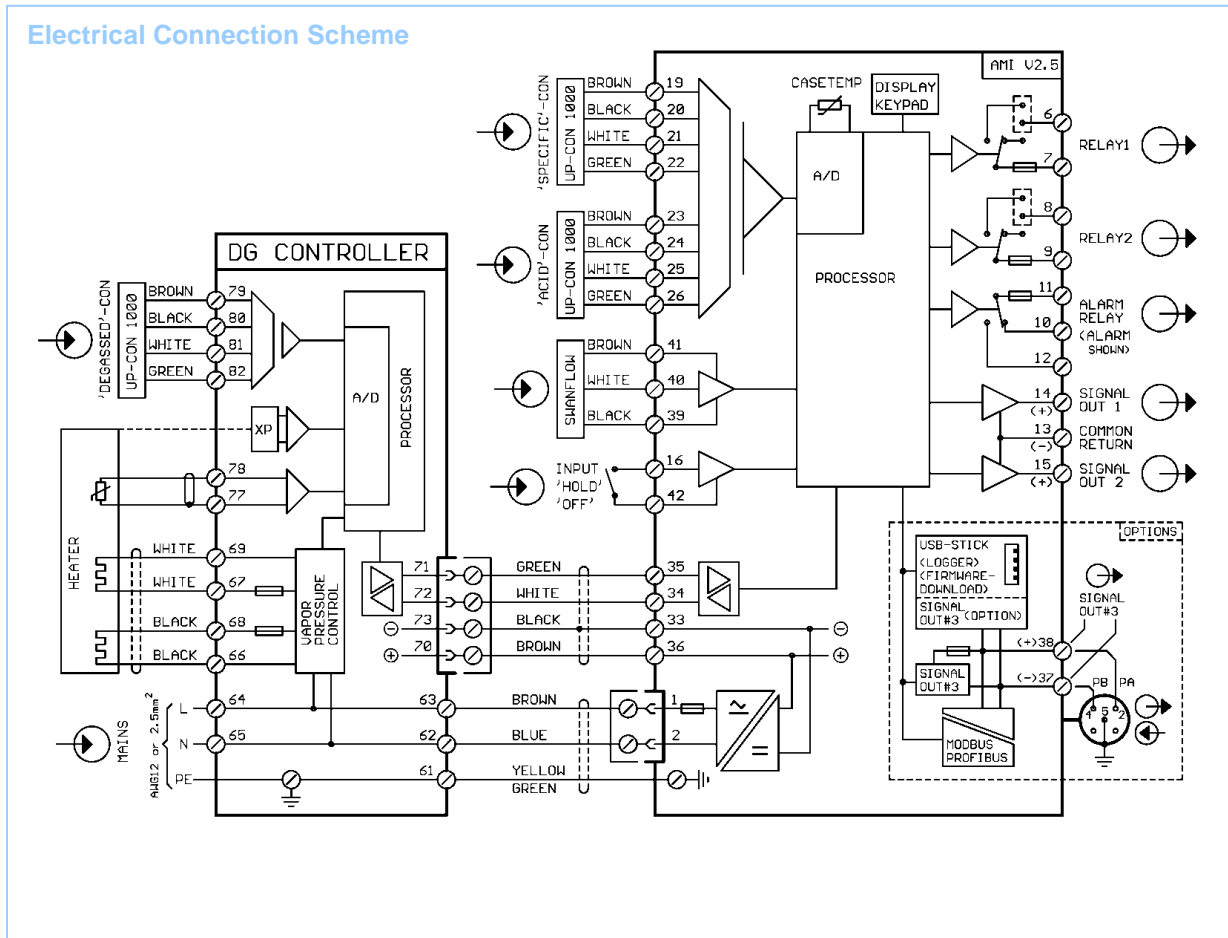 Electrical Connection Scheme
AMI V2.5
'SPECIFIC'-CON
UP-CON 1000
BROWN 19
BLACK 20
WHITE 21
GREEN 22
CASETEMP
DISPLAY
KEYPAD
A/D
PROCESSOR
6
7
RELAY1
8
9
RELAY2
11
10
12
ALARM
RELAY
(ALARM
SHOWN)
'ACID'-CON
UP-CON 1000
BROWN 23
BLACK 24
WHITE 25
GREEN 26
SWANFLOW
BROWN 41
WHITE 40
BLACK 39
INPUT
'HOLD'
'OFF'
16
42
14
(+)
SIGNAL
OUT 1
13
(-)
COMMON
RETURN
15
(+)
SIGNAL
OUT 2
DG CONTROLLER
'DEGASSED'-CON
UP-CON 1000
BROWN 79
BLACK 80
WHITE 81
GREEN 82
A/D
PROCESSOR
XP
HEATER
78
77
WHITE 69
WHITE 67
BLACK 68
BLACK 66
VAPOR
PRESSURE
CONTROL
71 GREEN 35
72 WHITE 34
73 BLACK 33
70 BROWN 36
MAINS
AWG12 or 2.5mm²
L 64
N 65
PE
63 BROWN 1
62 BLUE 2
61 YELLOW
GREEN
OPTIONS
USB-STICK
(LOGGER)
(FIRMWARE-
DOWNLOAD)
SIGNAL
OUT#3 (OPTION)
SIGNAL
OUT#3
(+)38
(-)37
SIGNAL
OUT#3
PB PA
4 5 2
MODBUS
PROFIBUS